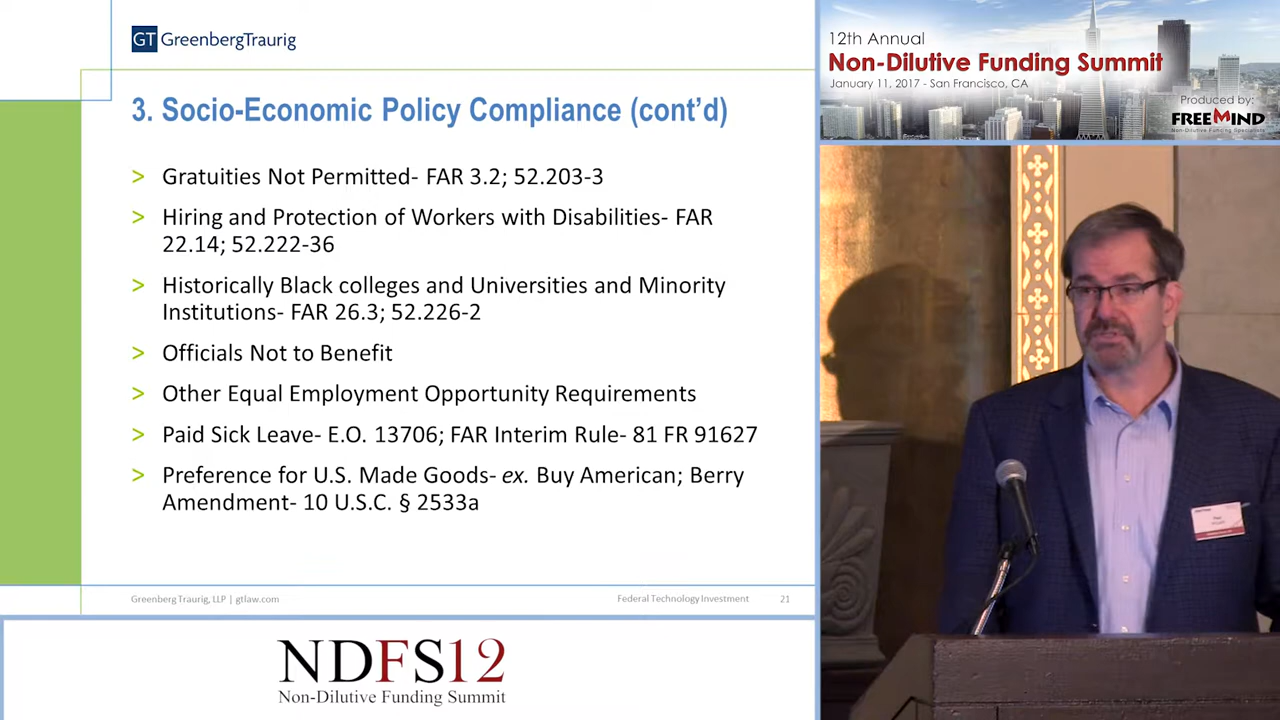 GT GreenbergTraurig
3. Socio-Economic Policy Compliance (cont’d)
> Gratuities Not Permitted- FAR 3.2; 52.203-3
> Hiring and Protection of Workers with Disabilities- FAR
22.14; 52.222-36
> Historically Black colleges and Universities and Minority
Institutions- FAR 26.3; 52.226-2
> Officials Not to Benefit
> Other Equal Employment Opportunity Requirements
> Paid Sick Leave- E.O. 13706; FAR Interim Rule- 81 FR 91627
> Preference for U.S. Made Goods- ex. Buy American; Berry
Amendment- 10 U.S.C. § 2533a
Greenberg Traurig, LLP | gtlaw.com
Federal Technology Investment 21
NDFS12
Non-Dilutive Funding Summit
12th Annual
Non-Dilutive Funding Summit
January 11, 2017 - San Francisco, CA
Produced by:
FREEMIND
Non-Dilutive Funding Specialists